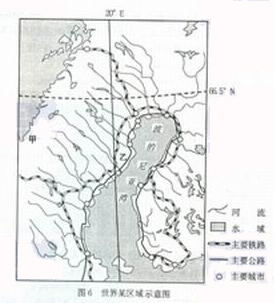 20° E
66.5° N
甲
乙
波的尼亚湾
河 流
水 域
主要铁路
主要公路
主要城市
图6 世界某区域示意图